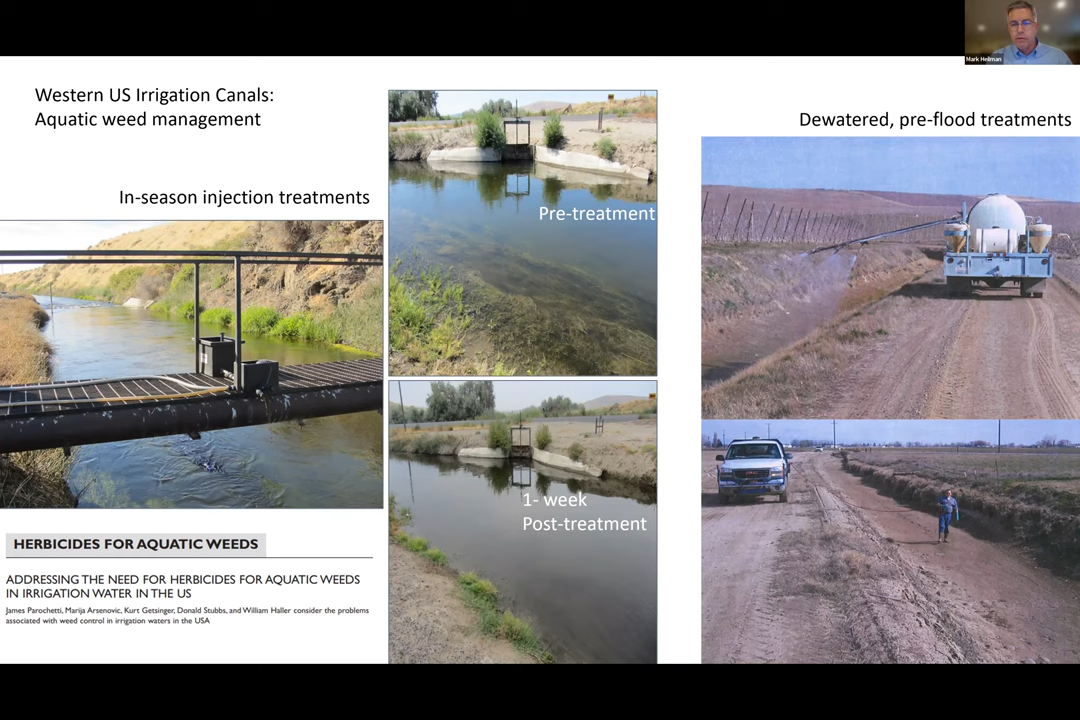 Mark Heilman
Western US Irrigation Canals:
Aquatic weed management
In-season injection treatments
Pre-treatment
1- week
Post-treatment
Dewatered, pre-flood treatments
HERBICIDES FOR AQUATIC WEEDS
ADDRESSING THE NEED FOR HERBICIDES FOR AQUATIC WEEDS
IN IRRIGATION WATER IN THE US
James Parochetti, Marija Arsenovic, Kurt Getsinger, Donald Stubbs, and William Haller consider the problems
associated with weed control in irrigation waters in the USA